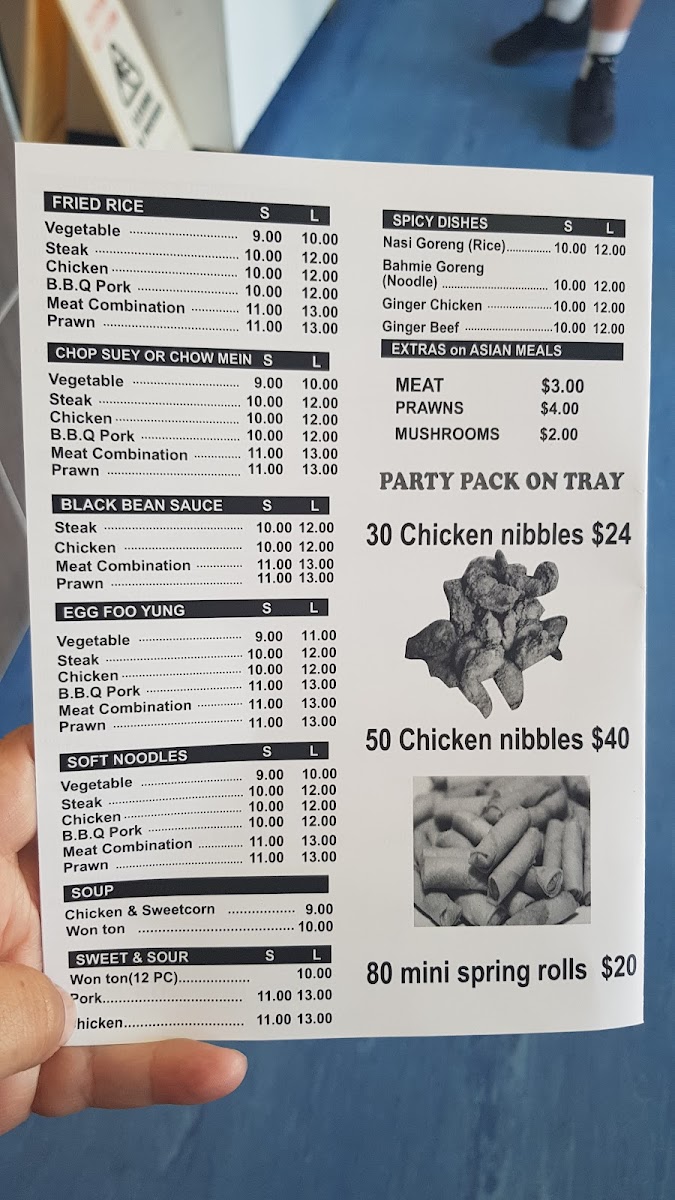 FRIED RICE S L
Vegetable 9.00 10.00
Steak 10.00 12.00
Chicken 10.00 12.00
B.B.Q Pork 10.00 12.00
Meat Combination 11.00 13.00
Prawn 11.00 13.00
CHOP SUEY OR CHOW MEIN S L
Vegetable 9.00 10.00
Steak 10.00 12.00
Chicken 10.00 12.00
B.B.Q Pork 10.00 12.00
Meat Combination 11.00 13.00
Prawn 11.00 13.00
BLACK BEAN SAUCE S L
Steak 10.00 12.00
Chicken 10.00 12.00
Meat Combination 11.00 13.00
Prawn 11.00 13.00
EGG FOO YUNG S L
Vegetable 9.00 11.00
Steak 10.00 12.00
Chicken 10.00 12.00
B.B.Q Pork 11.00 13.00
Meat Combination 11.00 13.00
Prawn 11.00 13.00
SOFT NOODLES S L
Vegetable 9.00 10.00
Steak 10.00 12.00
Chicken 10.00 12.00
B.B.Q Pork 10.00 12.00
Meat Combination 11.00 13.00
Prawn 11.00 13.00
SOUP
Chicken & Sweetcorn 9.00
Won ton 10.00
SWEET & SOUR S L
Won ton(12 PC) 10.00
Pork 11.00 13.00
hicken 11.00 13.00
SPICY DISHES S L
Nasi Goreng (Rice) 10.00 12.00
Bahmie Goreng
(Noodle) 10.00 12.00
Ginger Chicken 10.00 12.00
Ginger Beef 10.00 12.00
EXTRAS on ASIAN MEALS
MEAT $3.00
PRAWNS $4.00
MUSHROOMS $2.00
PARTY PACK ON TRAY
30 Chicken nibbles $24
50 Chicken nibbles $40
80 mini spring rolls $20